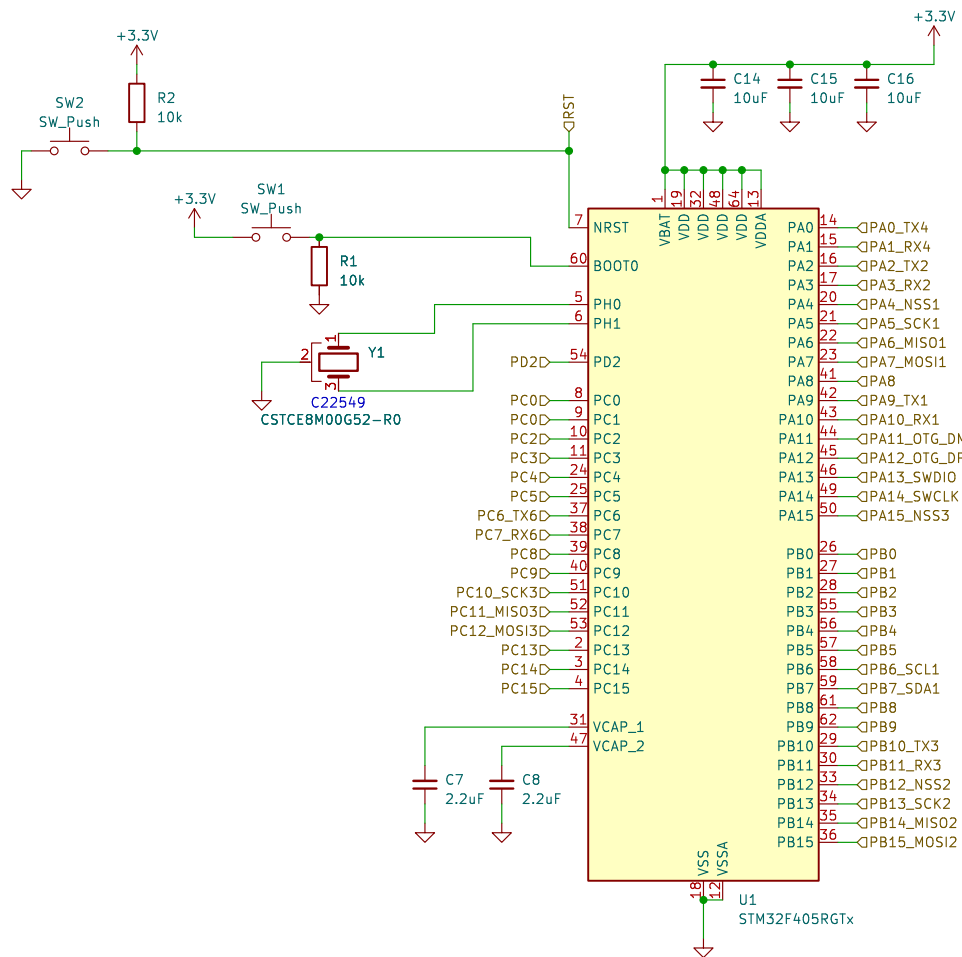 +3.3V
+3.3V
R2
10k
SW2
SW_Push
RST
C14
10uF
C15
10uF
C16
10uF
+3.3V
SW1
SW_Push
R1
10k
1
19
32
48
64
13
VBAT
VDD
VDD
VDD
VDD
VDDA
7 NRST
60 BOOT0
5 PH0
6 PH1
1
2
3
Y1
C22549
CSTCE8M00G52-R0
PD2 54 PD2
PC0 8 PC0
PC0 9 PC1
PC2 10 PC2
PC3 11 PC3
PC4 24 PC4
PC5 25 PC5
PC6_TX6 37 PC6
PC7_RX6 38 PC7
PC8 39 PC8
PC9 40 PC9
PC10_SCK3 51 PC10
PC11_MISO3 52 PC11
PC12_MOSI3 53 PC12
PC13 2 PC13
PC14 3 PC14
PC15 4 PC15
31 VCAP_1
47 VCAP_2
C7
2.2uF
C8
2.2uF
PA0 14 PA0_TX4
PA1 15 PA1_RX4
PA2 16 PA2_TX2
PA3 17 PA3_RX2
PA4 20 PA4_NSS1
PA5 21 PA5_SCK1
PA6 22 PA6_MISO1
PA7 23 PA7_MOSI1
PA8 41 PA8
PA9 42 PA9_TX1
PA10 43 PA10_RX1
PA11 44 PA11_OTG_DM
PA12 45 PA12_OTG_DP
PA13 46 PA13_SWDIO
PA14 49 PA14_SWCLK
PA15 50 PA15_NSS3
PB0 26 PB0
PB1 27 PB1
PB2 28 PB2
PB3 55 PB3
PB4 56 PB4
PB5 57 PB5
PB6 58 PB6_SCL1
PB7 59 PB7_SDA1
PB8 61 PB8
PB9 62 PB9
PB10 29 PB10_TX3
PB11 30 PB11_RX3
PB12 33 PB12_NSS2
PB13 34 PB13_SCK2
PB14 35 PB14_MISO2
PB15 36 PB15_MOSI2
VSS
VSSA
18
12
U1
STM32F405RGTx